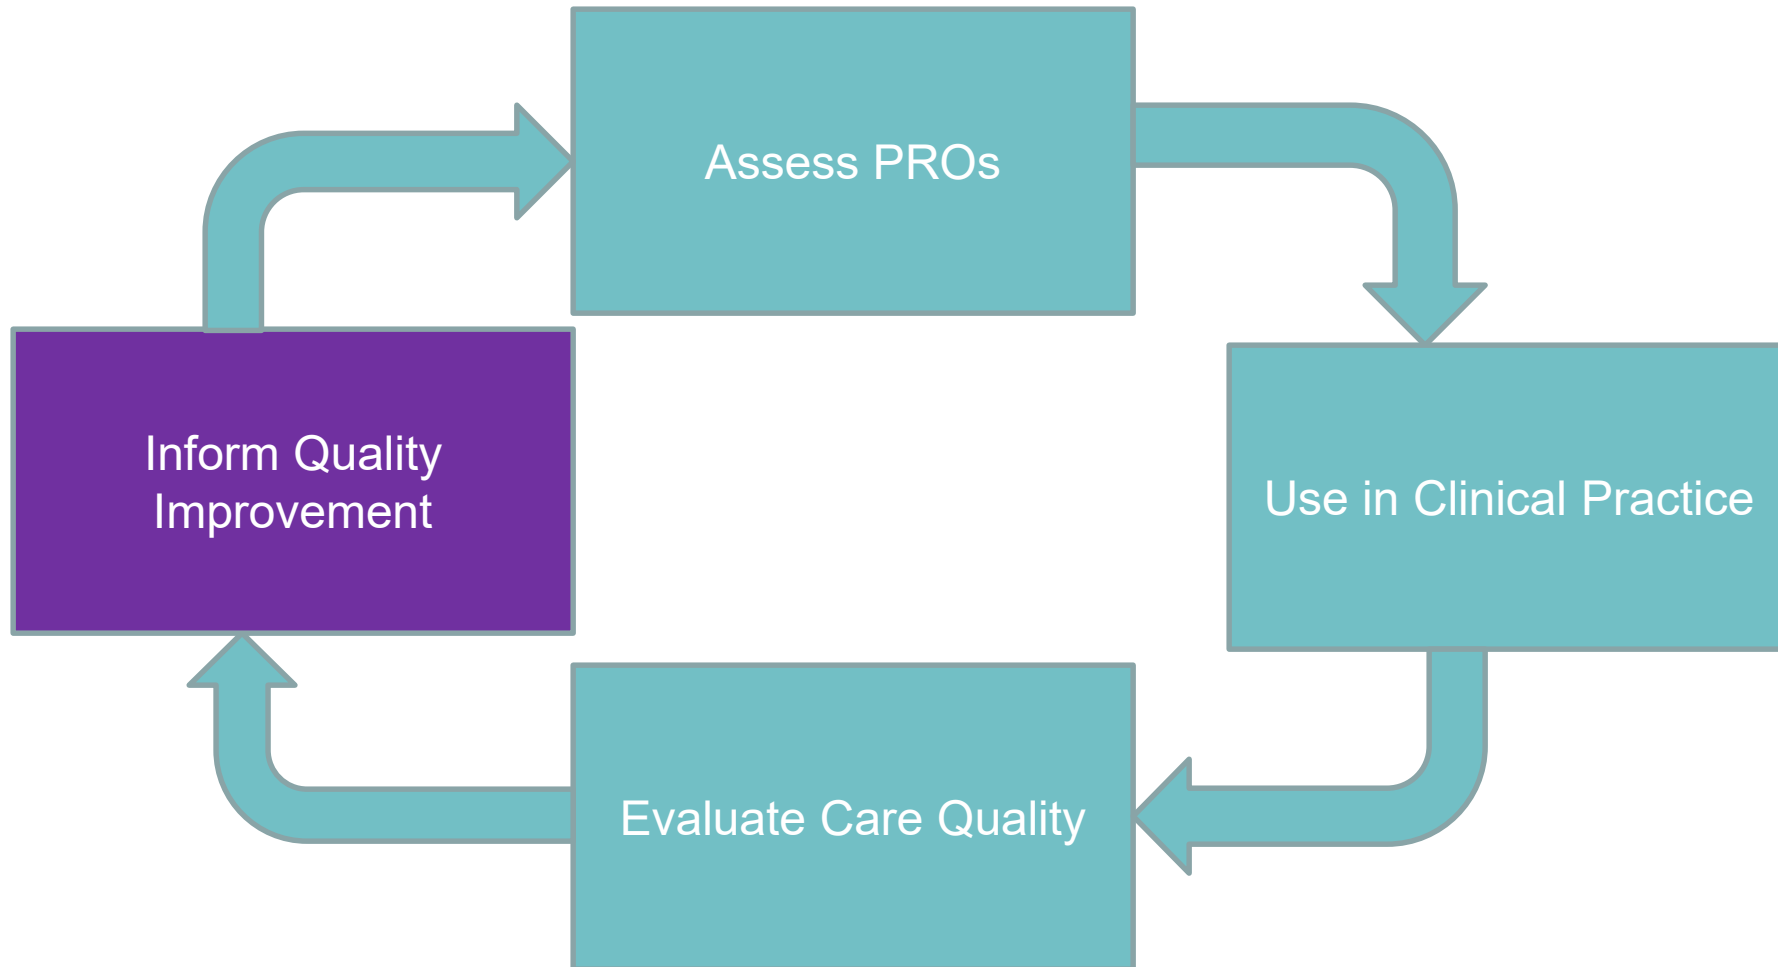 Assess PROs
Inform Quality
Improvement
Use in Clinical Practice
Evaluate Care Quality